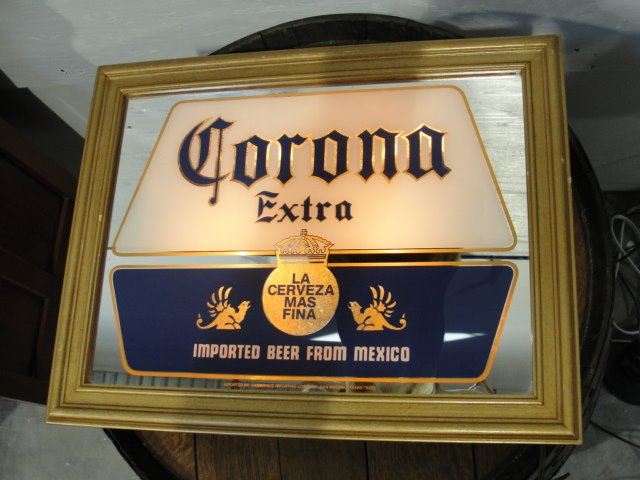 Corona
Extra
LA
CERVEZA
MAS
FINA
IMPORTED BEER FROM MEXICO